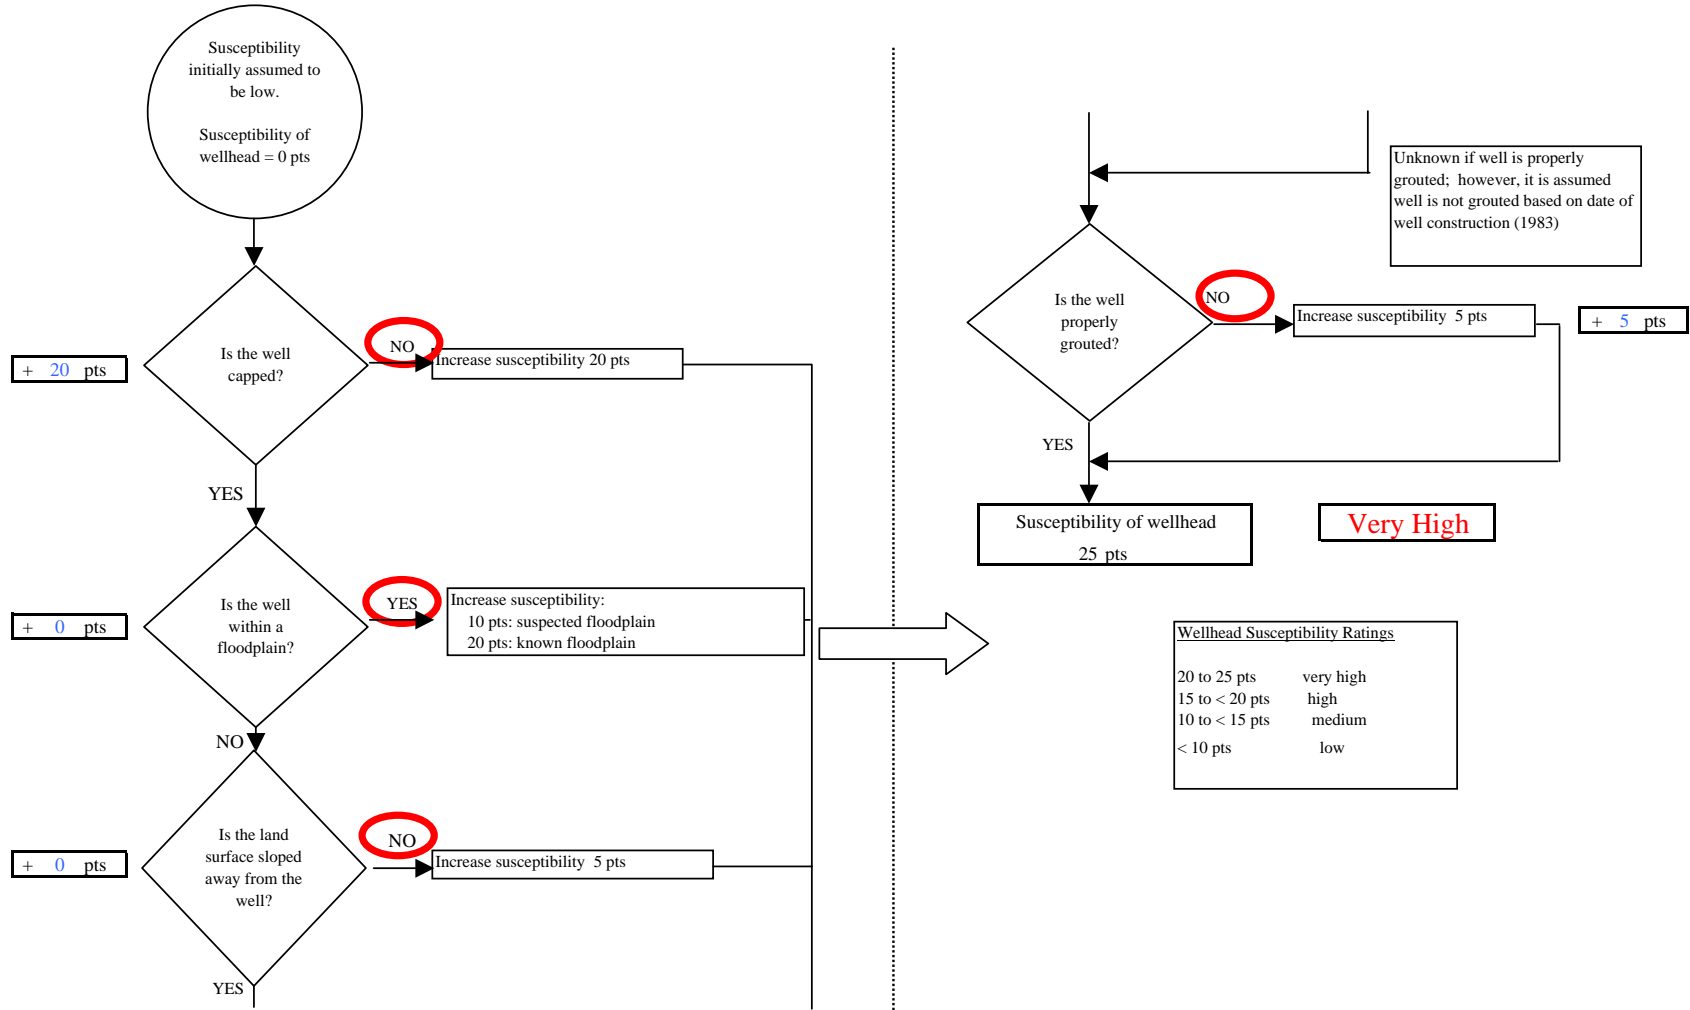 Susceptibility
initially assumed to
be low.
Susceptibility of
wellhead = 0 pts
+ 20 pts
Is the well
capped?
NO
Increase susceptibility 20 pts
YES
+ 0 pts
Is the well
within a
floodplain?
YES
Increase susceptibility:
10 pts: suspected floodplain
20 pts: known floodplain
NO
+ 0 pts
Is the land
surface sloped
away from the
well?
NO
Increase susceptibility 5 pts
YES
Unknown if well is properly
grouted; however, it is assumed
well is not grouted based on date of
well construction (1983)
Is the well
properly
grouted?
NO
Increase susceptibility 5 pts
+ 5 pts
YES
Susceptibility of wellhead
25 pts
Very High
Wellhead Susceptibility Ratings
20 to 25 pts very high
15 to < 20 pts high
10 to < 15 pts medium
< 10 pts low